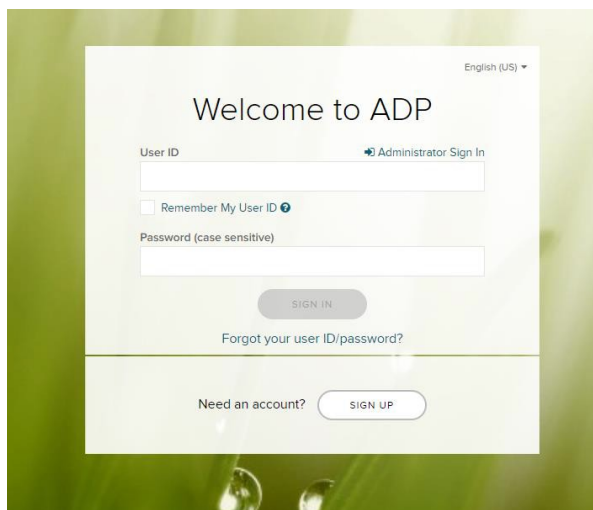 English (US)
Welcome to ADP
User ID Administrator Sign In
Remember My User ID
Password (case sensitive)
SIGN IN
Forgot your user ID/password?
Need an account? SIGN UP